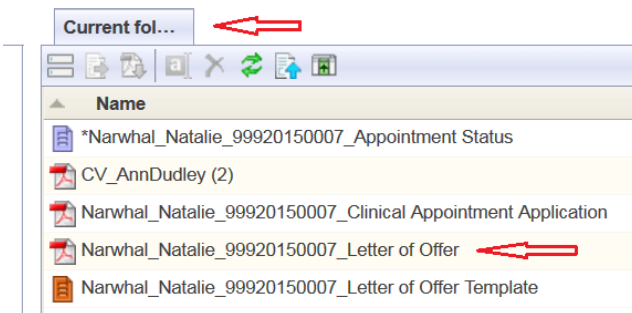 Current fol...
Name
*Narwhal_Natalie_99920150007_Appointment Status
CV_AnnDudley (2)
Narwhal_Natalie_99920150007_Clinical Appointment Application
Narwhal_Natalie_99920150007_Letter of Offer
Narwhal_Natalie_99920150007_Letter of Offer Template